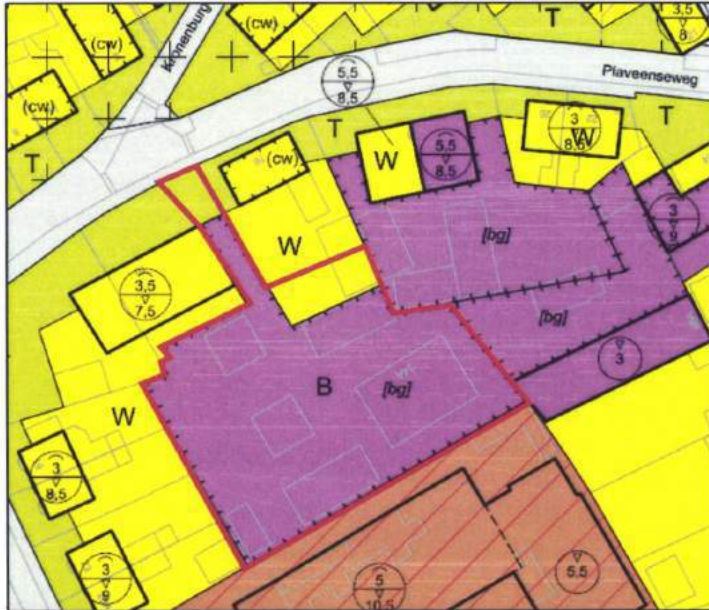 (cw)
Kronenburg
(cw)
T
3,5
8
(cw)
5,5
8,5
T
Plaveenseweg
T
T
(cw)
W
5,5
8,5
3
8,5
W
T
W
[bg]
3,5
7,5
[bg]
3
B
[bg]
W
3
8,5
3
9
5
10,5
5,5